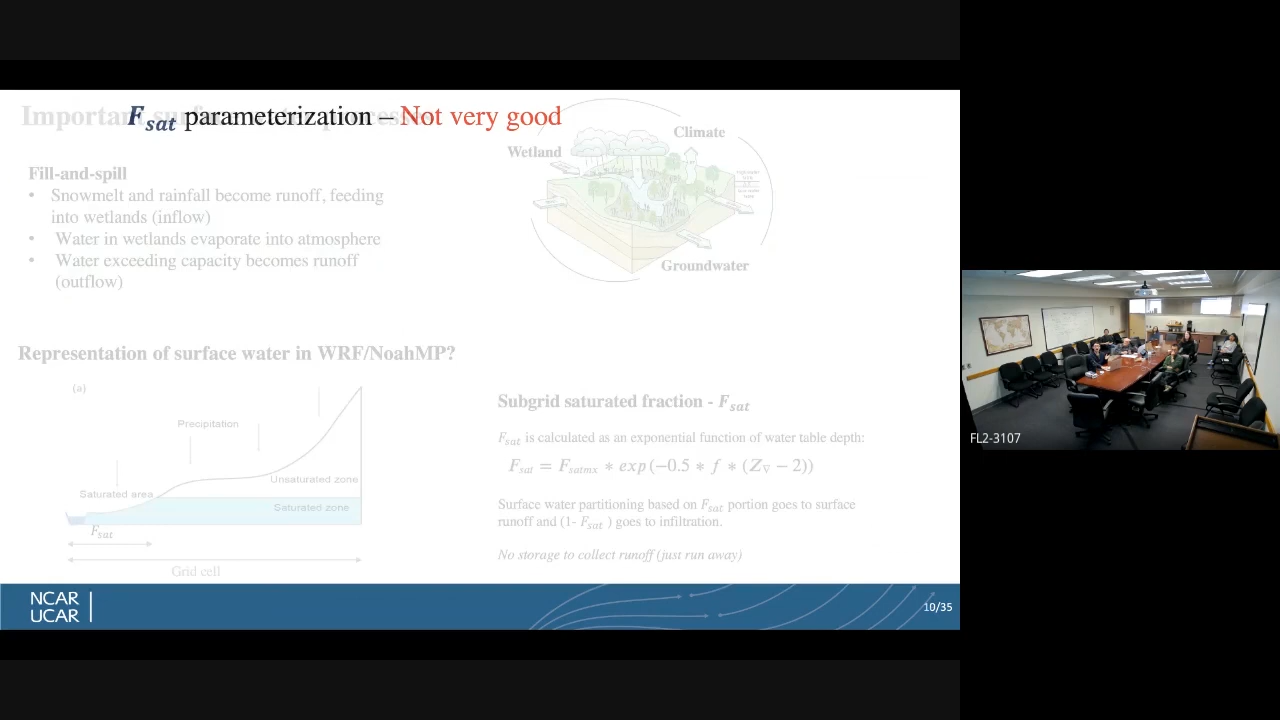 F_sat parameterization – Not very good
Fill-and-spill
• Snowmelt and rainfall become runoff, feeding
into wetlands (inflow)
• Water in wetlands evaporate into atmosphere
• Water exceeding capacity becomes runoff
(outflow)
Climate
Wetland
Groundwater
Representation of surface water in WRF/NoahMP?
(a)
Precipitation
Unsaturated zone
Saturated area
Saturated zone
F_sat
Grid cell
Subgrid saturated fraction - F_sat
F_sat is calculated as an exponential function of water table depth:
F_sat = F_satmx * exp(−0.5 * f * (Z_∇ − 2))
Surface water partitioning based on F_sat portion goes to surface
runoff and (1- F_sat ) goes to infiltration.
No storage to collect runoff (just run away)
NCAR
UCAR
10/35
FL2-3107